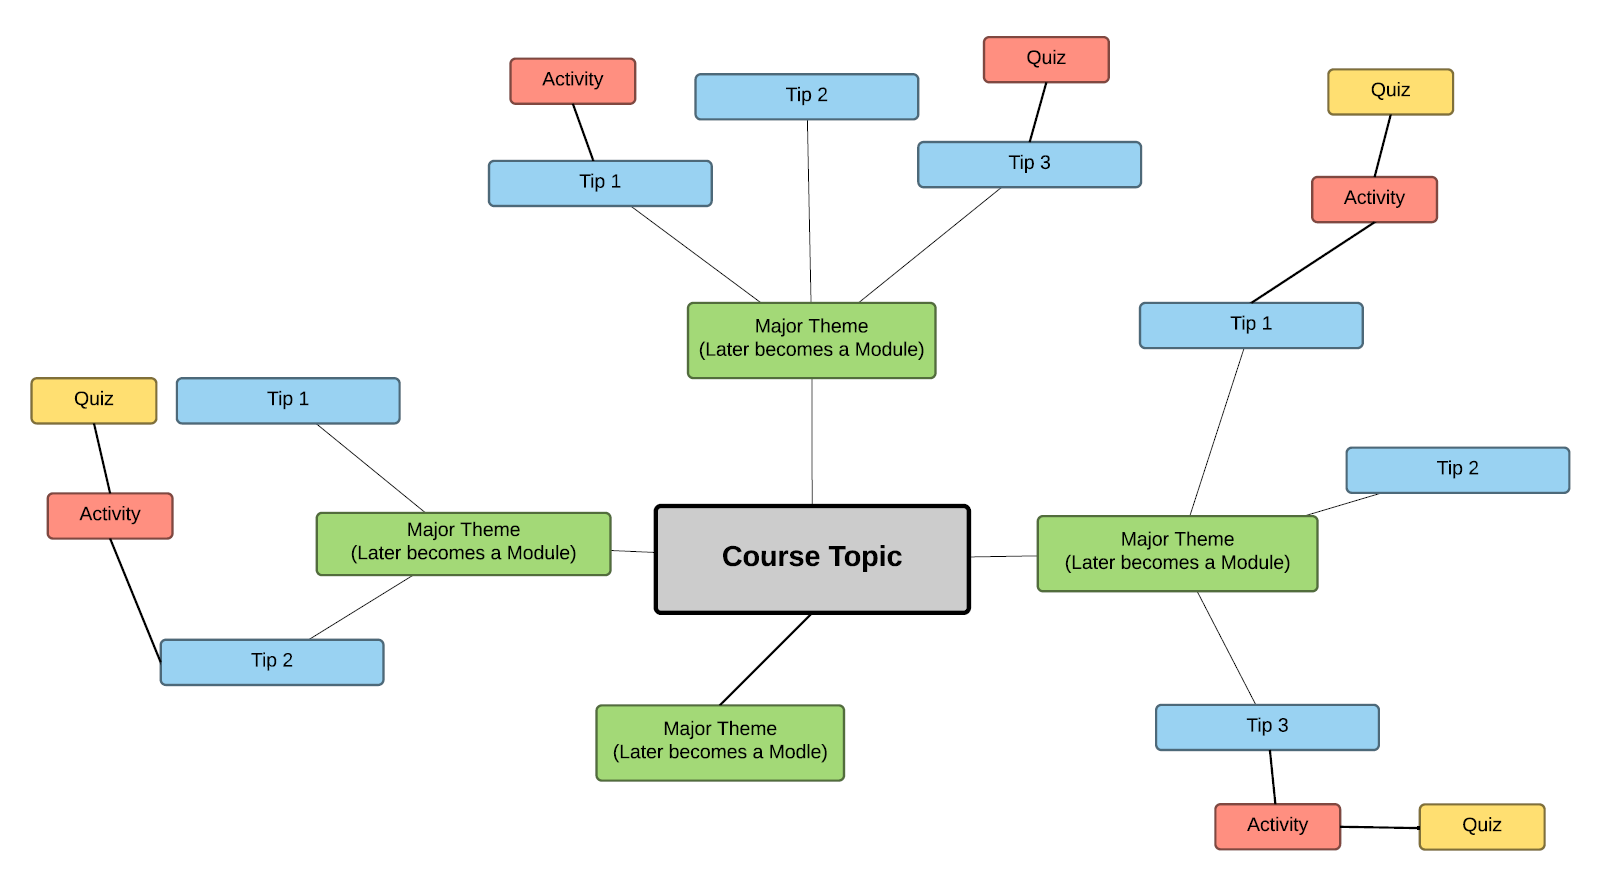 Quiz
Activity
Quiz
Tip 2
Tip 3
Tip 1
Activity
Tip 1
Major Theme
(Later becomes a Module)
Quiz
Tip 1
Tip 2
Activity
Major Theme
(Later becomes a Module)
Course Topic
Major Theme
(Later becomes a Module)
Tip 2
Major Theme
(Later becomes a Modle)
Tip 3
Activity
Quiz